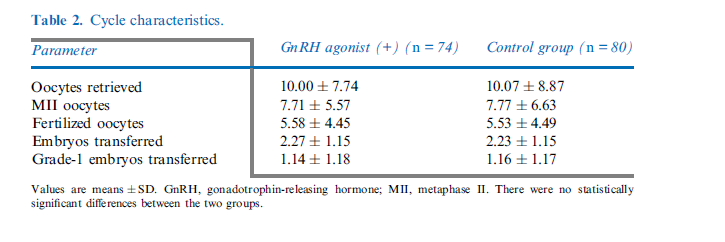 Table 2. Cycle characteristics.
Parameter GnRH agonist (+) (n = 74) Control group (n = 80)
Oocytes retrieved 10.00 ± 7.74 10.07 ± 8.87
MII oocytes 7.71 ± 5.57 7.77 ± 6.63
Fertilized oocytes 5.58 ± 4.45 5.53 ± 4.49
Embryos transferred 2.27 ± 1.15 2.23 ± 1.15
Grade-1 embryos transferred 1.14 ± 1.18 1.16 ± 1.17
Values are means ± SD. GnRH, gonadotrophin-releasing hormone; MII, metaphase II. There were no statistically
significant differences between the two groups.